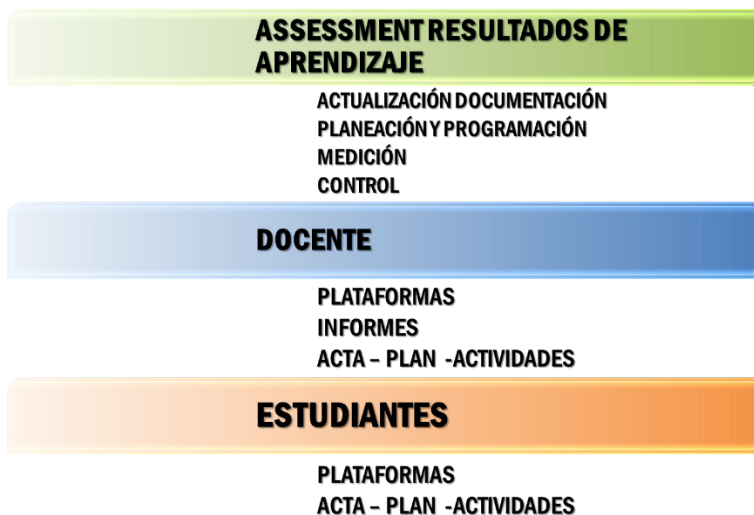 ASSESSMENT RESULTADOS DE
APRENDIZAJE
ACTUALIZACIÓN DOCUMENTACIÓN
PLANEACIÓN Y PROGRAMACIÓN
MEDICIÓN
CONTROL
DOCENTE
PLATAFORMAS
INFORMES
ACTA – PLAN -ACTIVIDADES
ESTUDIANTES
PLATAFORMAS
ACTA – PLAN -ACTIVIDADES